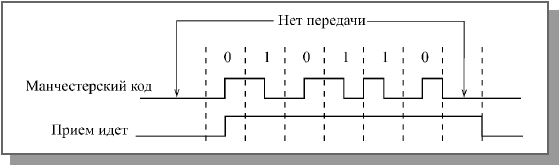 Нет передачи
0 1 0 1 1 0
Манчестерский код
Прием идет